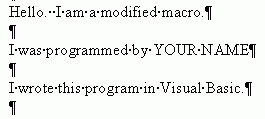 Hello.··I·am·a·modified·macro.¶
¶
I·was·programmed·by·YOUR·NAME¶
¶
I·wrote·this·program·in·Visual·Basic.¶
¶